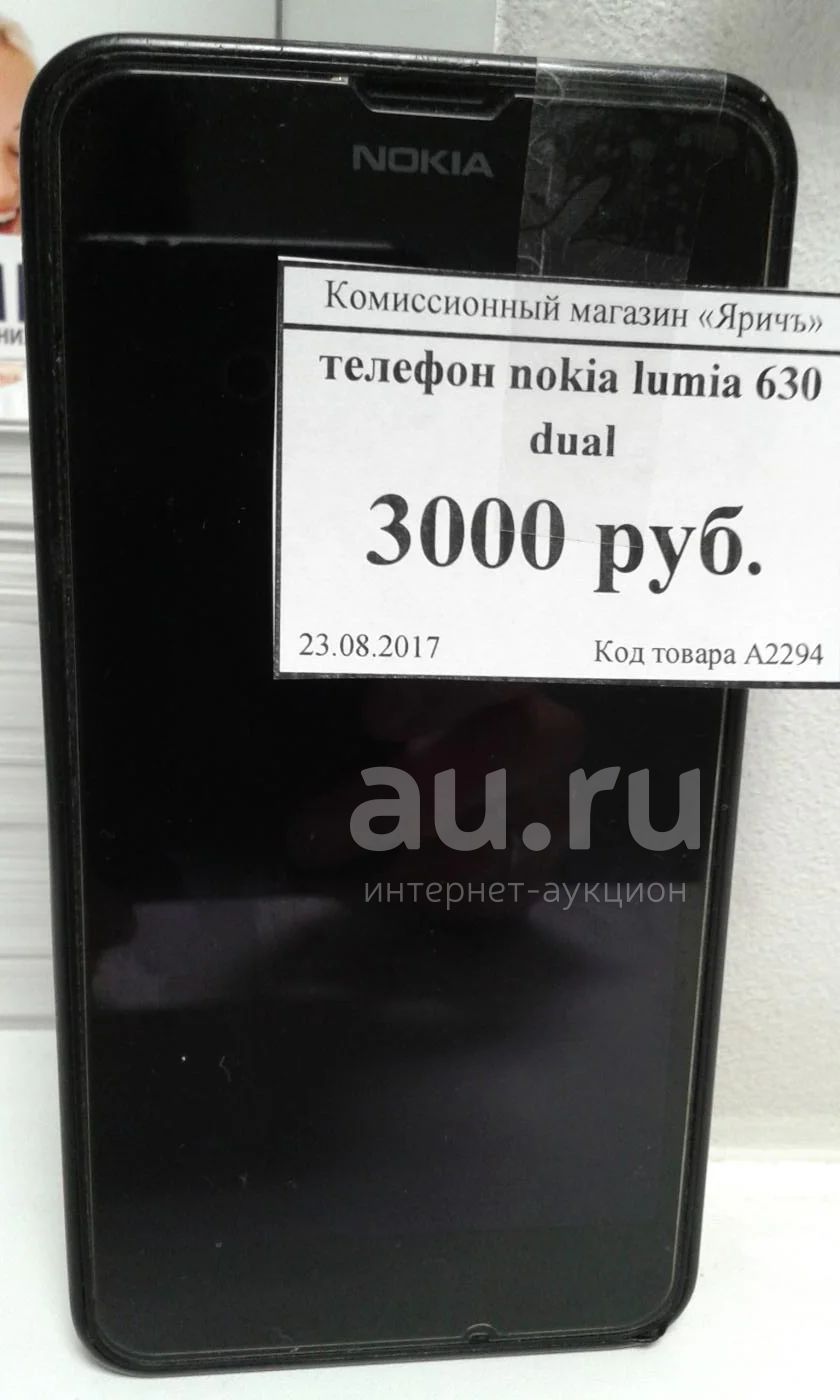 NOKIA
Комиссионный магазин «Яричъ»
телефон nokia lumia 630
dual
3000 руб.
23.08.2017 Код товара А2294
au.ru
интернет-аукцион